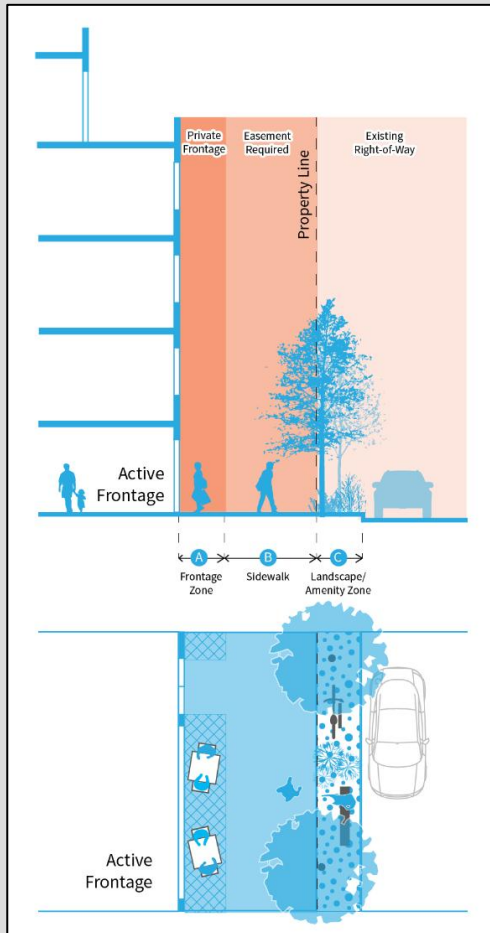 Private
Frontage
Easement
Required
Existing
Right-of-Way
Property Line
Active
Frontage
A
B
C
Frontage
Zone
Sidewalk
Landscape/
Amenity Zone
Active
Frontage